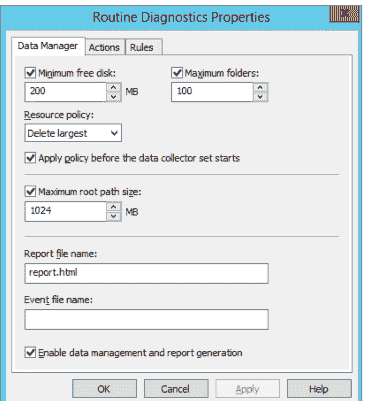 Routine Diagnostics Properties
Data Manager Actions Rules
Minimum free disk: Maximum folders:
200 MB 100
Resource policy:
Delete largest
Apply policy before the data collector set starts
Maximum root path size:
1024 MB
Report file name:
report.html
Event file name:
Enable data management and report generation
OK Cancel Apply Help